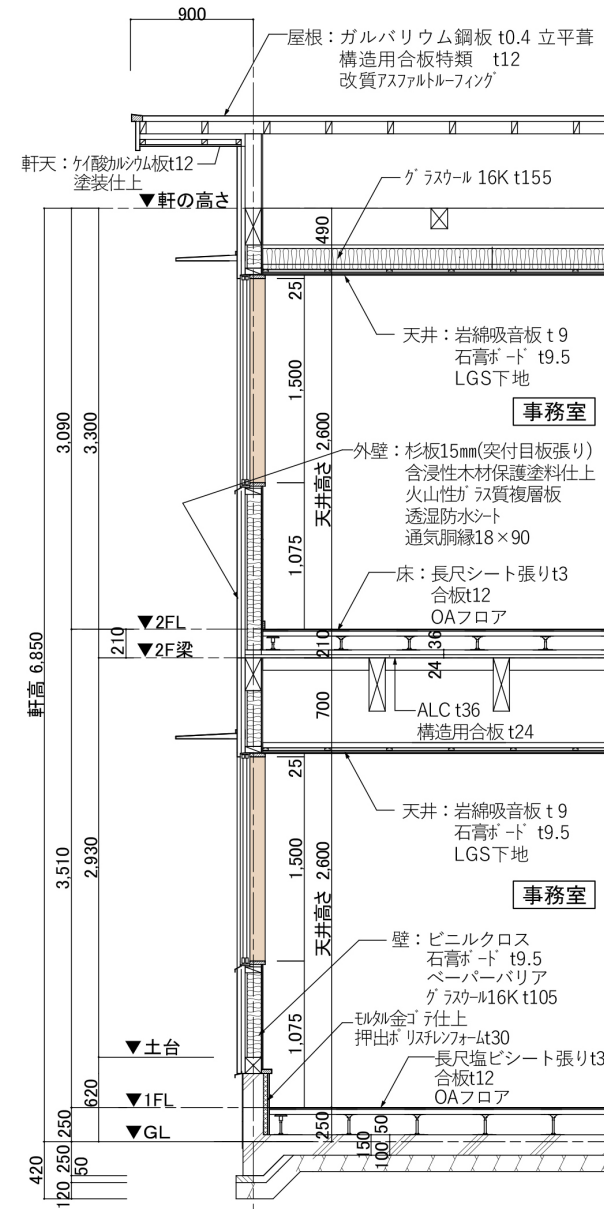 900
屋根：ガルバリウム鋼板 t0.4 立平葺
構造用合板特類 t12
改質ｱｽﾌｧﾙﾄﾙｰﾌｨﾝｸﾞ
軒天：ｹｲ酸ｶﾙｼｳﾑ板t12
塗装仕上
▼軒の高さ
ｸﾞﾗｽｳｰﾙ 16K t155
490
25
天井：岩綿吸音板 t 9
石膏ﾎﾞｰﾄﾞ t9.5
LGS下地
1,500
事務室
3,090
3,300
天井高さ 2,600
外壁：杉板15mm(突付目板張り)
含浸性木材保護塗料仕上
火山性ｶﾞﾗｽ質複層板
透湿防水ｼｰﾄ
通気胴縁18×90
1,075
床：長尺シート張りt3
合板t12
OAフロア
▼2FL
210
▼2F梁
210
36
24
軒高 6,850
700
ALC t36
構造用合板 t24
25
天井：岩綿吸音板 t 9
石膏ﾎﾞｰﾄﾞ t9.5
LGS下地
3,510
2,930
1,500
天井高さ 2,600
事務室
壁：ビニルクロス
石膏ﾎﾞｰﾄﾞ t9.5
ベーパーバリア
ｸﾞﾗｽｳｰﾙ16K t105
ﾓﾙﾀﾙ金ｺﾞﾃ仕上
押出ﾎﾟﾘｽﾁﾚﾝﾌｫｰﾑt30
1,075
▼土台
長尺塩ビシート張りt3
合板t12
OAフロア
620
▼1FL
250
▼GL
250
150
50
100
420
250
50
120